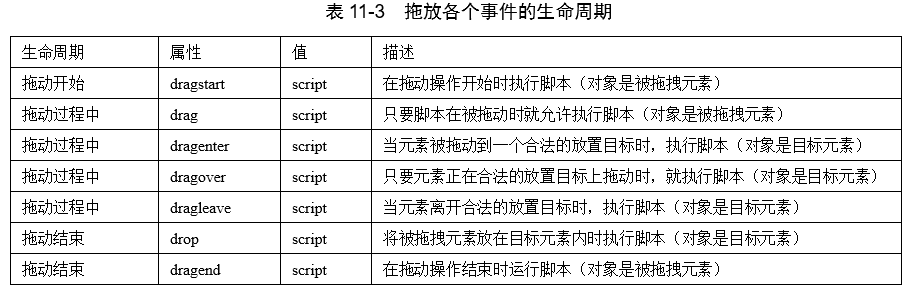 表 11-3 拖放各个事件的生命周期
生命周期 属性 值 描述
拖动开始 dragstart script 在拖动操作开始时执行脚本（对象是被拖拽元素）
拖动过程中 drag script 只要脚本在被拖动时就允许执行脚本（对象是被拖拽元素）
拖动过程中 dragenter script 当元素被拖动到一个合法的放置目标时，执行脚本（对象是目标元素）
拖动过程中 dragover script 只要元素正在合法的放置目标上拖动时，就执行脚本（对象是目标元素）
拖动过程中 dragleave script 当元素离开合法的放置目标时，执行脚本（对象是目标元素）
拖动结束 drop script 将被拖拽元素放在目标元素内时执行脚本（对象是目标元素）
拖动结束 dragend script 在拖动操作结束时运行脚本（对象是被拖拽元素）